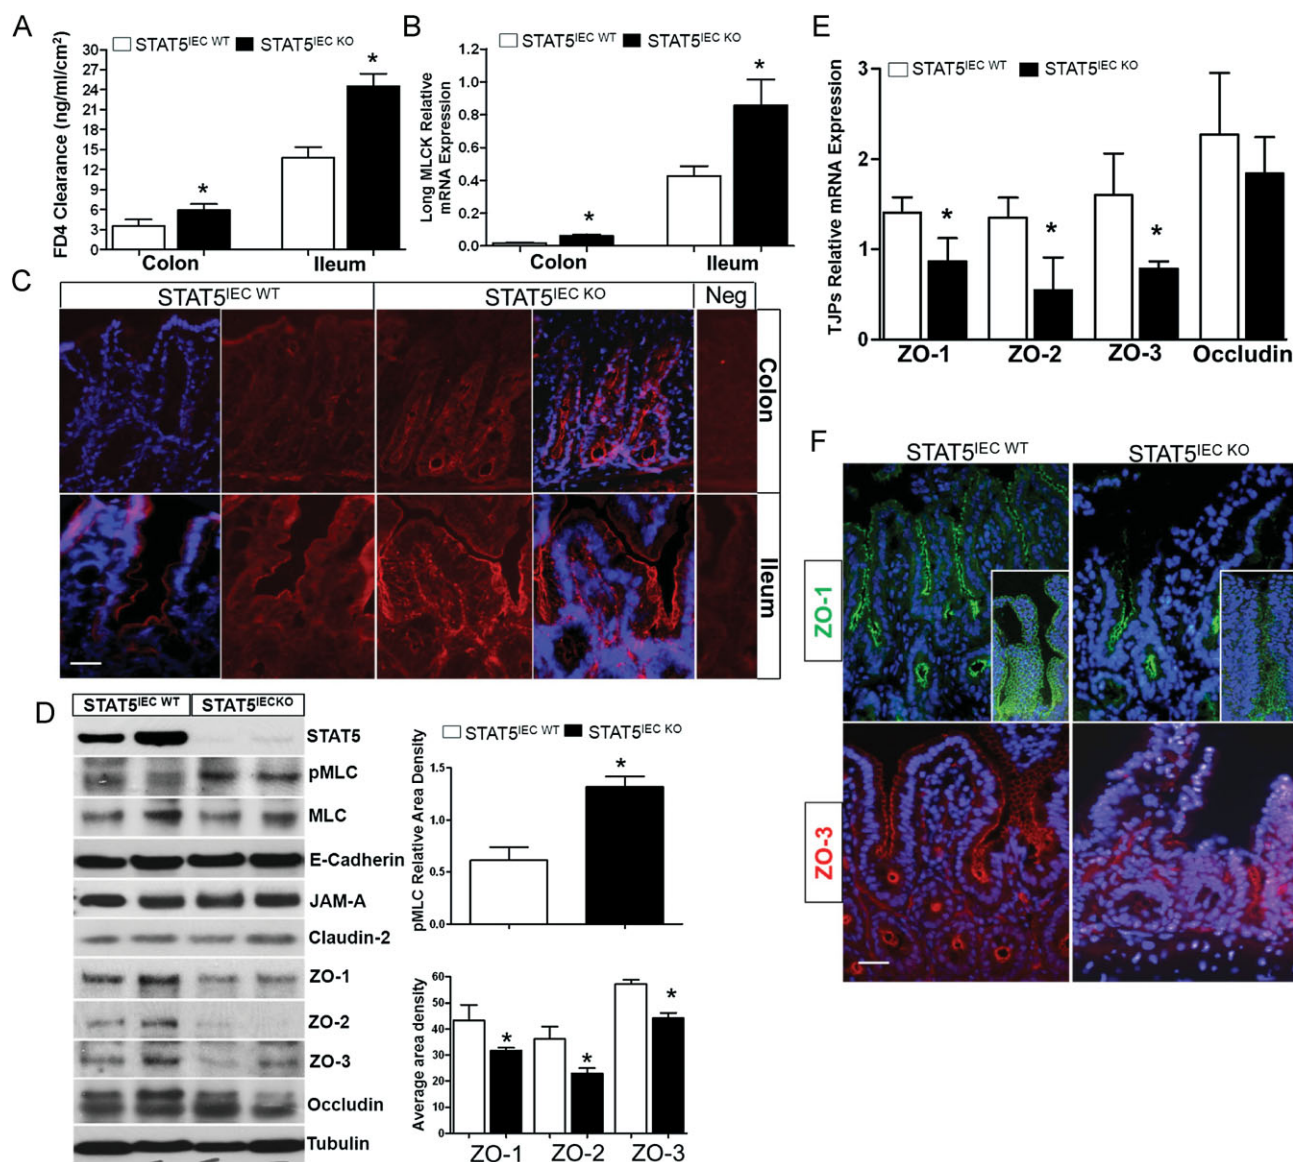 A
STAT5IEC WT STAT5IEC KO
FD4 Clearance (ng/ml/cm²)
30
27
24
21
18
15
12
9
6
3
*
*
Colon Ileum
B
STAT5IEC WT STAT5IEC KO
Long MLCK Relative
mRNA Expression
1.2
1.0
0.8
0.6
0.4
0.2
0.0
*
*
Colon Ileum
C
STAT5IEC WT STAT5IEC KO Neg
Colon
Ileum
D
STAT5IEC WT STAT5IECKO
STAT5
pMLC
MLC
E-Cadherin
JAM-A
Claudin-2
ZO-1
ZO-2
ZO-3
Occludin
Tubulin
STAT5IEC WT STAT5IEC KO
pMLC Relative Area Density
1.5
1.0
0.5
0.0
*
Average area density
60
50
40
30
20
10
0
* * *
ZO-1 ZO-2 ZO-3
E
STAT5IEC WT STAT5IEC KO
TJPs Relative mRNA Expression
3
2
1
0
* * *
ZO-1 ZO-2 ZO-3 Occludin
F
STAT5IEC WT STAT5IEC KO
ZO-1
ZO-3